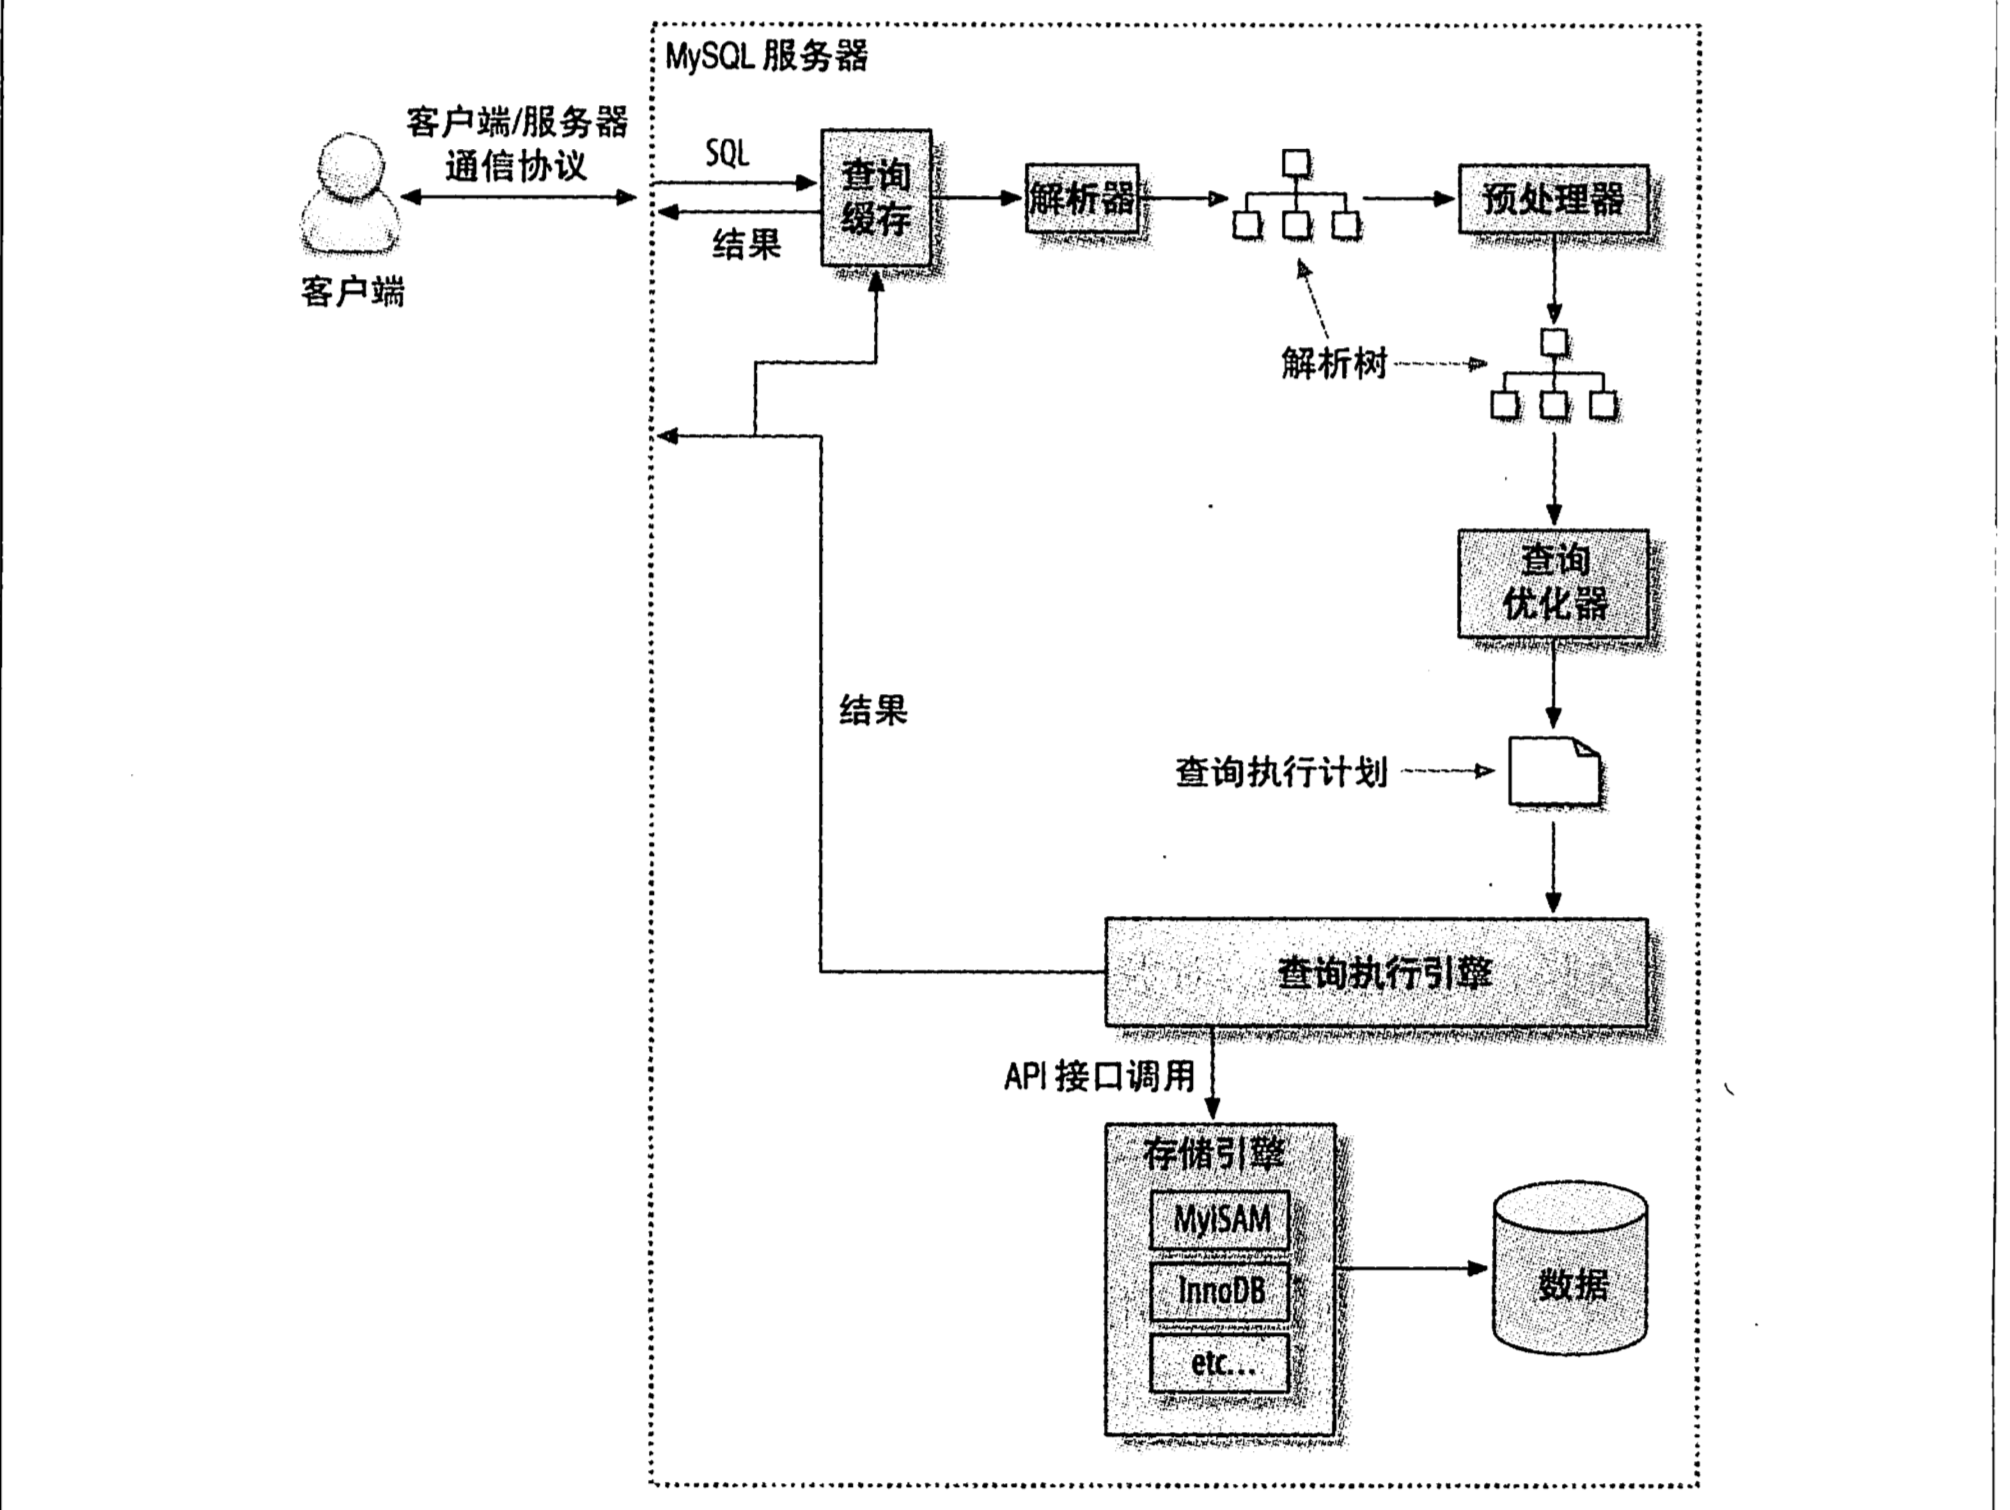 MySQL 服务器
客户端/服务器
通信协议
客户端
SQL
结果
查询
缓存
解析器
预处理器
解析树
查询
优化器
结果
查询执行计划
查询执行引擎
API 接口调用
存储引擎
MyISAM
InnoDB
etc...
数据